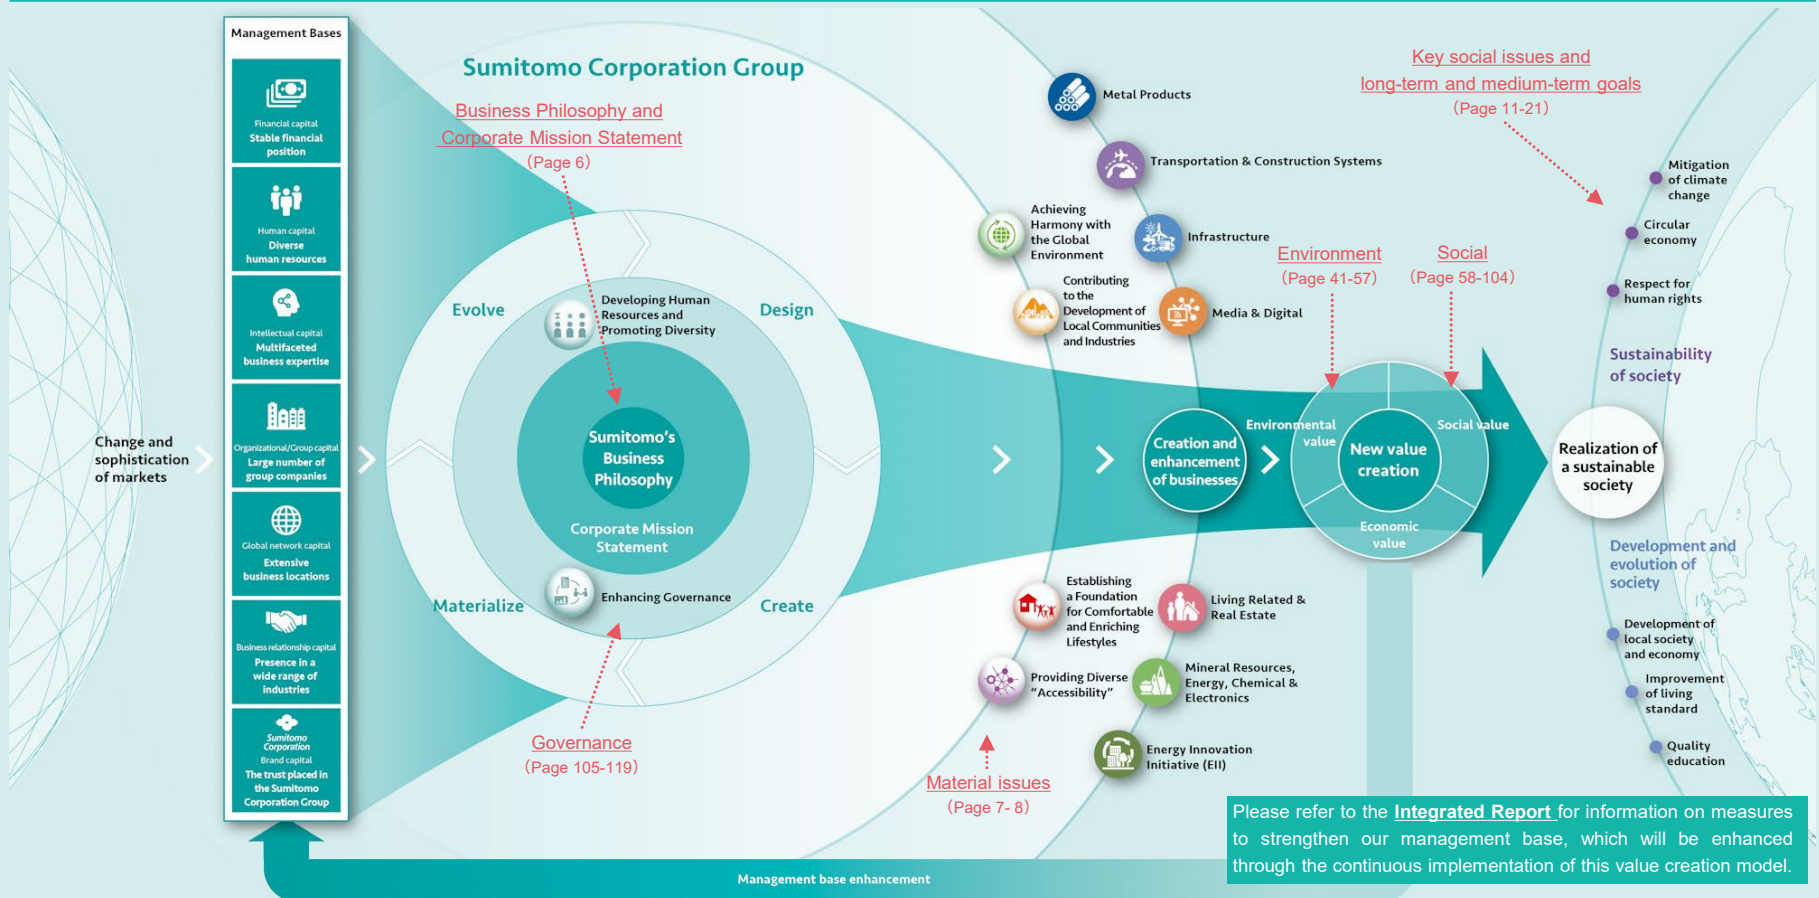 Management Bases
Financial capital
Stable financial
position
Human capital
Diverse
human resources
Intellectual capital
Multifaceted
business expertise
Organizational/Group capital
Large number of
group companies
Global network capital
Extensive
business locations
Business relationship capital
Presence in a
wide range of
industries
Sumitomo
Corporation
Brand capital
The trust placed in
the Sumitomo
Corporation Group
Change and
sophistication
of markets
Sumitomo Corporation Group
Business Philosophy and
Corporate Mission Statement
(Page 6)
Evolve
Design
Materialize
Create
Developing Human
Resources and
Promoting Diversity
Sumitomo's
Business
Philosophy
Corporate Mission
Statement
Enhancing Governance
Governance
(Page 105-119)
Achieving
Harmony with
the Global
Environment
Contributing
to the
Development of
Local Communities
and Industries
Establishing
a Foundation
for Comfortable
and Enriching
Lifestyles
Providing Diverse
"Accessibility"
Material issues
(Page 7- 8)
Metal Products
Transportation & Construction Systems
Infrastructure
Media & Digital
Living Related &
Real Estate
Mineral Resources,
Energy, Chemical &
Electronics
Energy Innovation
Initiative (EII)
Creation and
enhancement
of businesses
Environment
(Page 41-57)
Social
(Page 58-104)
Environmental
value
Social value
New value
creation
Economic
value
Key social issues and
long-term and medium-term goals
(Page 11-21)
Mitigation
of climate
change
Circular
economy
Respect for
human rights
Sustainability
of society
Realization of
a sustainable
society
Development and
evolution of
society
Development of
local society
and economy
Improvement
of living
standard
Quality
education
Please refer to the Integrated Report for information on measures
to strengthen our management base, which will be enhanced
through the continuous implementation of this value creation model.
Management base enhancement